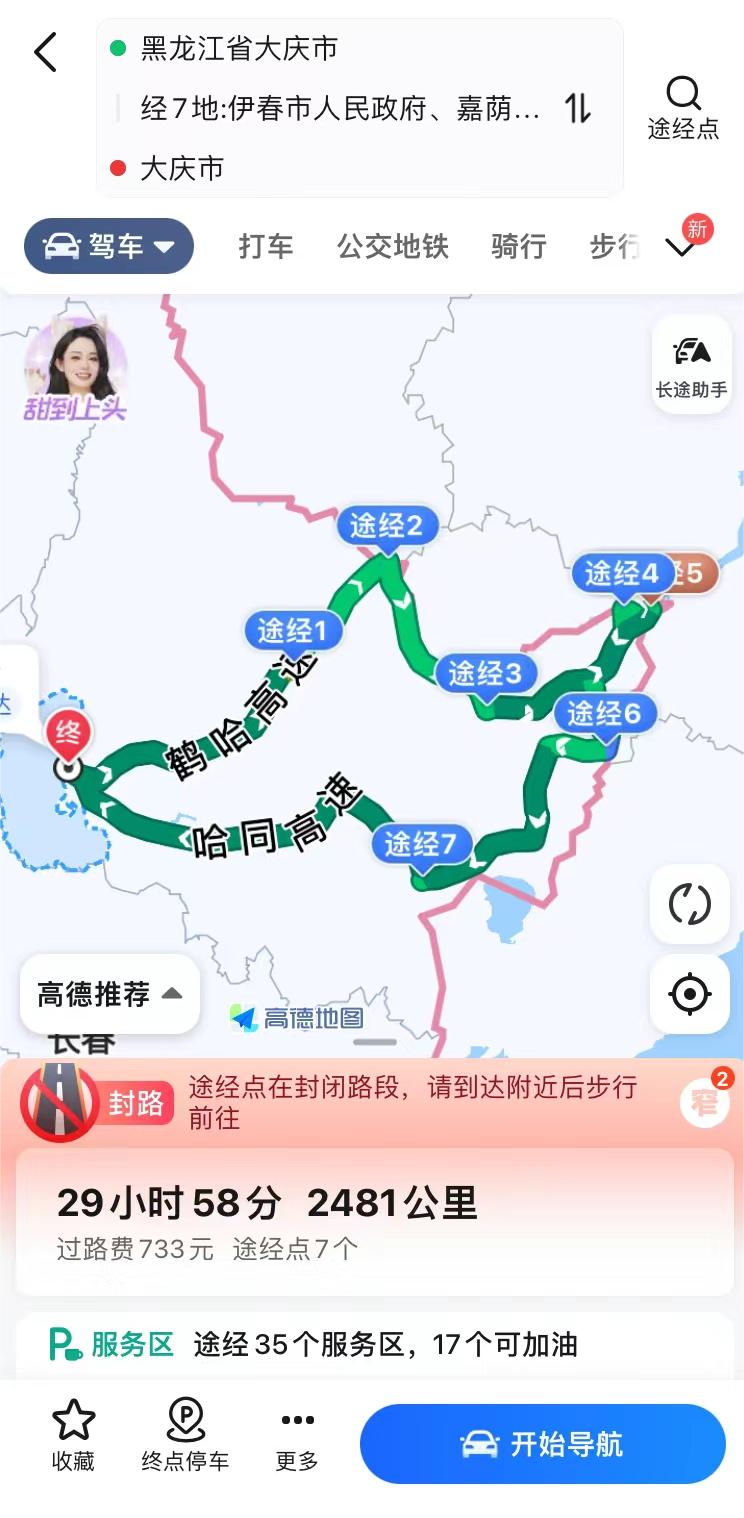 黑龙江省大庆市
经7地:伊春市人民政府、嘉荫...
大庆市
途经点
驾车
打车
公交地铁
骑行
步行
新
甜到上头
长途助手
途经2
途经4
径5
途经1
途经3
途经6
达
终
鹤哈高速
哈同高速
途经7
高德推荐
高德地图
长春
封路
途经点在封闭路段，请到达附近后步行
前往
窄
2
29小时58分 2481公里
过路费733元 途经点7个
P
服务区
途经35个服务区，17个可加油
收藏
P
终点停车
更多
开始导航